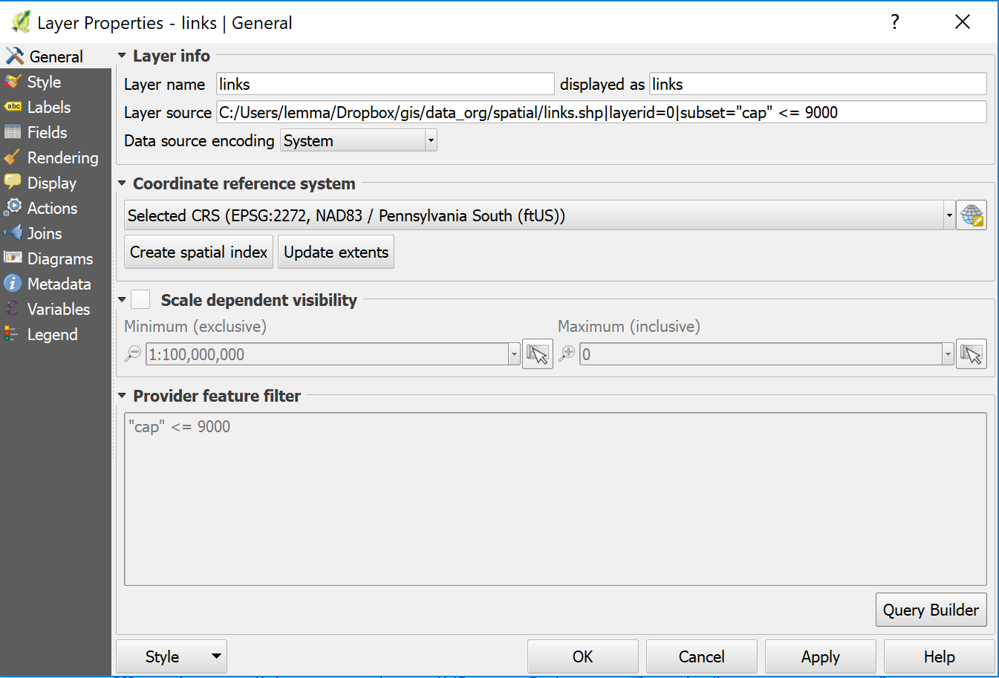 Layer Properties - links | General
?
General
Style
abc Labels
Fields
Rendering
Display
Actions
Joins
Diagrams
Metadata
Variables
Legend
Layer info
Layer name links displayed as links
Layer source C:/Users/lemma/Dropbox/gis/data_org/spatial/links.shp|layerid=0|subset="cap" <= 9000
Data source encoding System
Coordinate reference system
Selected CRS (EPSG:2272, NAD83 / Pennsylvania South (ftUS))
Create spatial index Update extents
Scale dependent visibility
Minimum (exclusive) Maximum (inclusive)
1:100,000,000 0
Provider feature filter
"cap" <= 9000
Query Builder
Style OK Cancel Apply Help